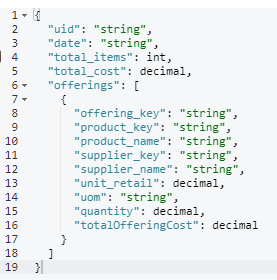 1 {
2 "uid": "string",
3 "date": "string",
4 "total_items": int,
5 "total_cost": decimal,
6 "offerings": [
7 {
8 "offering_key": "string",
9 "product_key": "string",
10 "product_name": "string",
11 "supplier_key": "string",
12 "supplier_name": "string",
13 "unit_retail": decimal,
14 "uom": "string",
15 "quantity": decimal,
16 "totalOfferingCost": decimal
17 }
18 ]
19 }